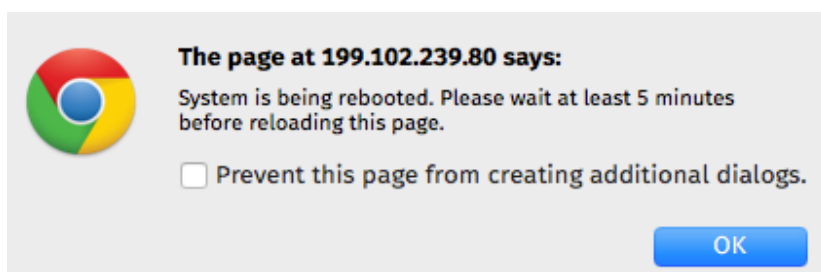 The page at 199.102.239.80 says:
System is being rebooted. Please wait at least 5 minutes
before reloading this page.
Prevent this page from creating additional dialogs.
OK